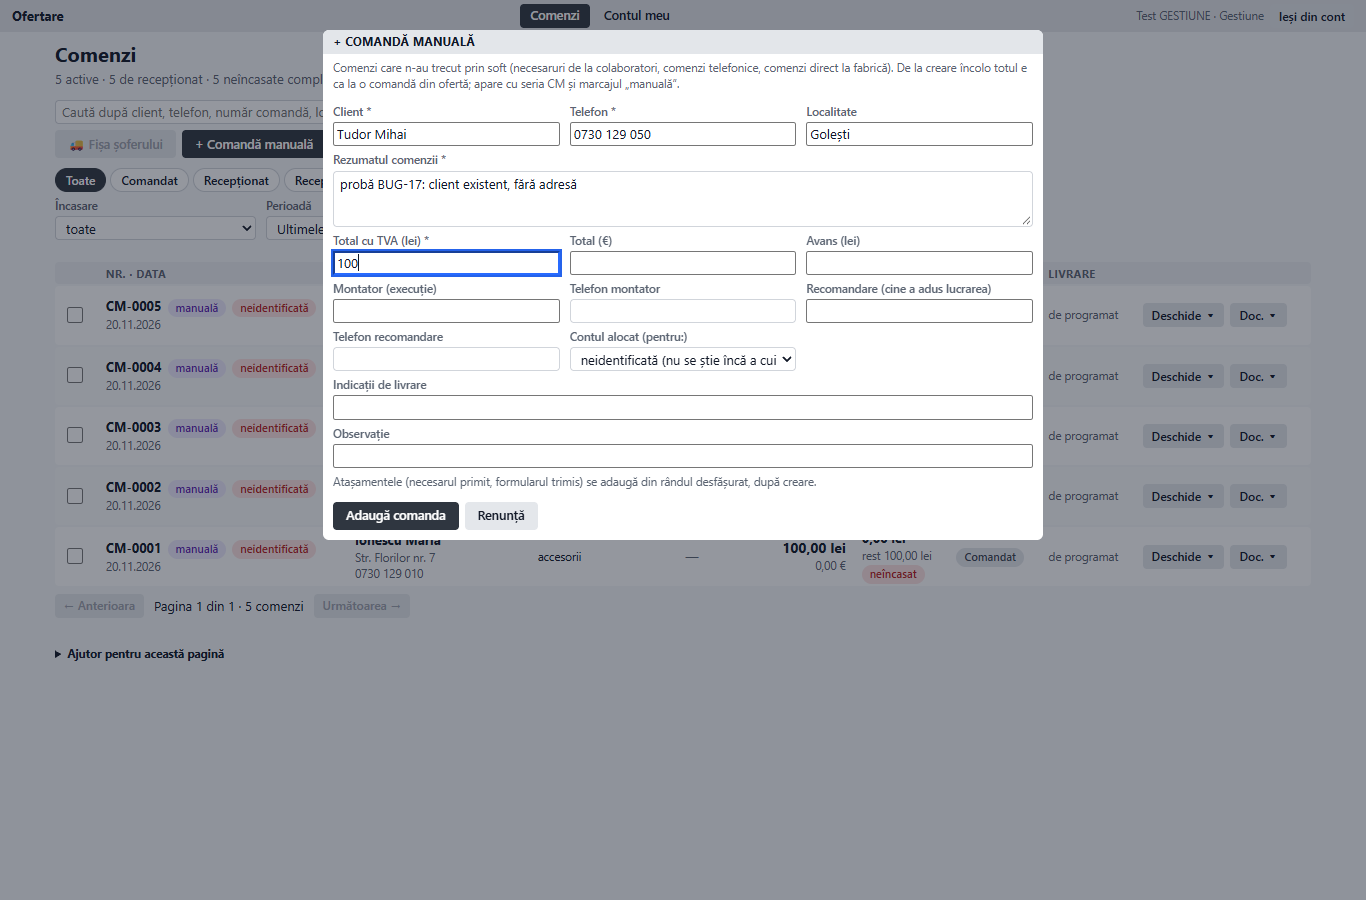 Ofertare
Comenzi
Contul meu
Test GESTIUNE · Gestiune
Ieși din cont
Comenzi
5 active · 5 de recepționat · 5 neîncasate compl
Caută după client, telefon, număr comandă, lo
🚚 Fișa șoferului
+ Comandă manuală
Toate
Comandat
Recepționat
Recep
Încasare
Perioadă
toate
Ultimele
+ COMANDĂ MANUALĂ
Comenzi care n-au trecut prin soft (necesaruri de la colaboratori, comenzi telefonice, comenzi direct la fabrică). De la creare încolo totul e
ca la o comandă din ofertă; apare cu seria CM și marcajul „manuală”.
Client *
Telefon *
Localitate
Tudor Mihai
0730 129 050
Golești
Rezumatul comenzii *
probă BUG-17: client existent, fără adresă
Total cu TVA (lei) *
Total (€)
Avans (lei)
100
Montator (execuție)
Telefon montator
Recomandare (cine a adus lucrarea)
Telefon recomandare
Contul alocat (pentru:)
neidentificată (nu se știe încă a cui
Indicații de livrare
Observație
Atașamentele (necesarul primit, formularul trimis) se adaugă din rândul desfășurat, după creare.
Adaugă comanda
Renunță
NR. · DATA
LIVRARE
CM-0005 manuală neidentificată
20.11.2026
de programat
Deschide ▾
Doc. ▾
CM-0004 manuală neidentificată
20.11.2026
de programat
Deschide ▾
Doc. ▾
CM-0003 manuală neidentificată
20.11.2026
de programat
Deschide ▾
Doc. ▾
CM-0002 manuală neidentificată
20.11.2026
de programat
Deschide ▾
Doc. ▾
CM-0001 manuală neidentificată
20.11.2026
Ionescu Maria
Str. Florilor nr. 7
0730 129 010
accesorii
—
100,00 lei
0,00 €
0,00 lei
rest 100,00 lei
neîncasat
Comandat
de programat
Deschide ▾
Doc. ▾
← Anterioara
Pagina 1 din 1 · 5 comenzi
Următoarea →
▶ Ajutor pentru această pagină